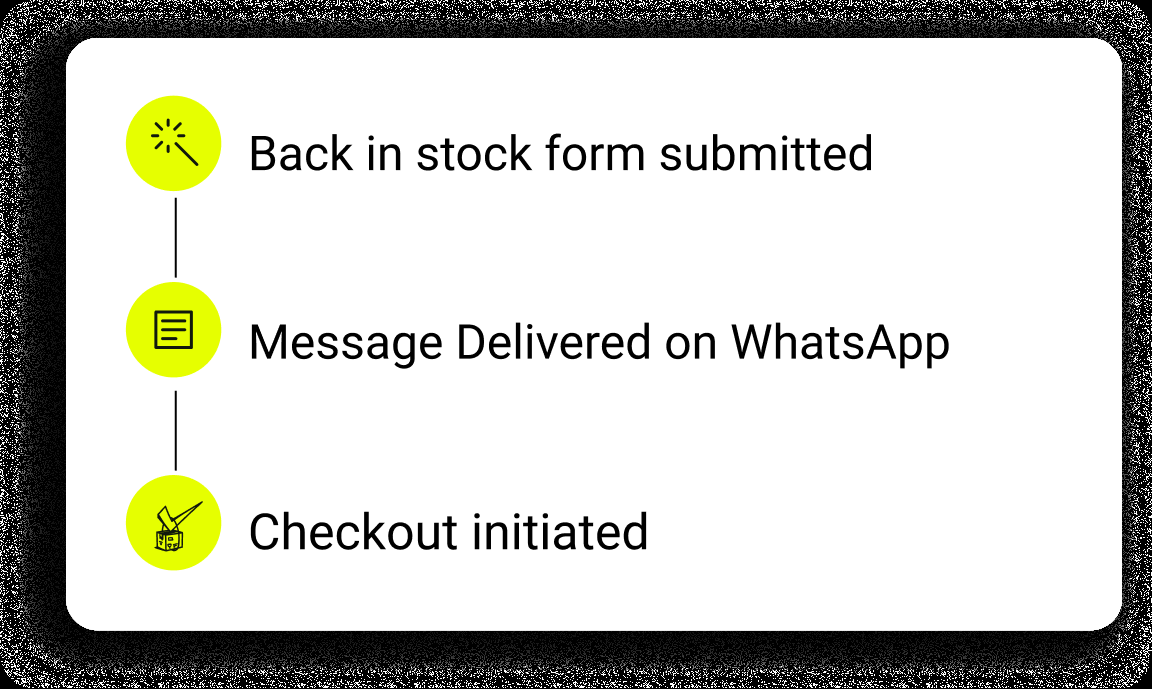 Back in stock form submitted
Message Delivered on WhatsApp
Checkout initiated